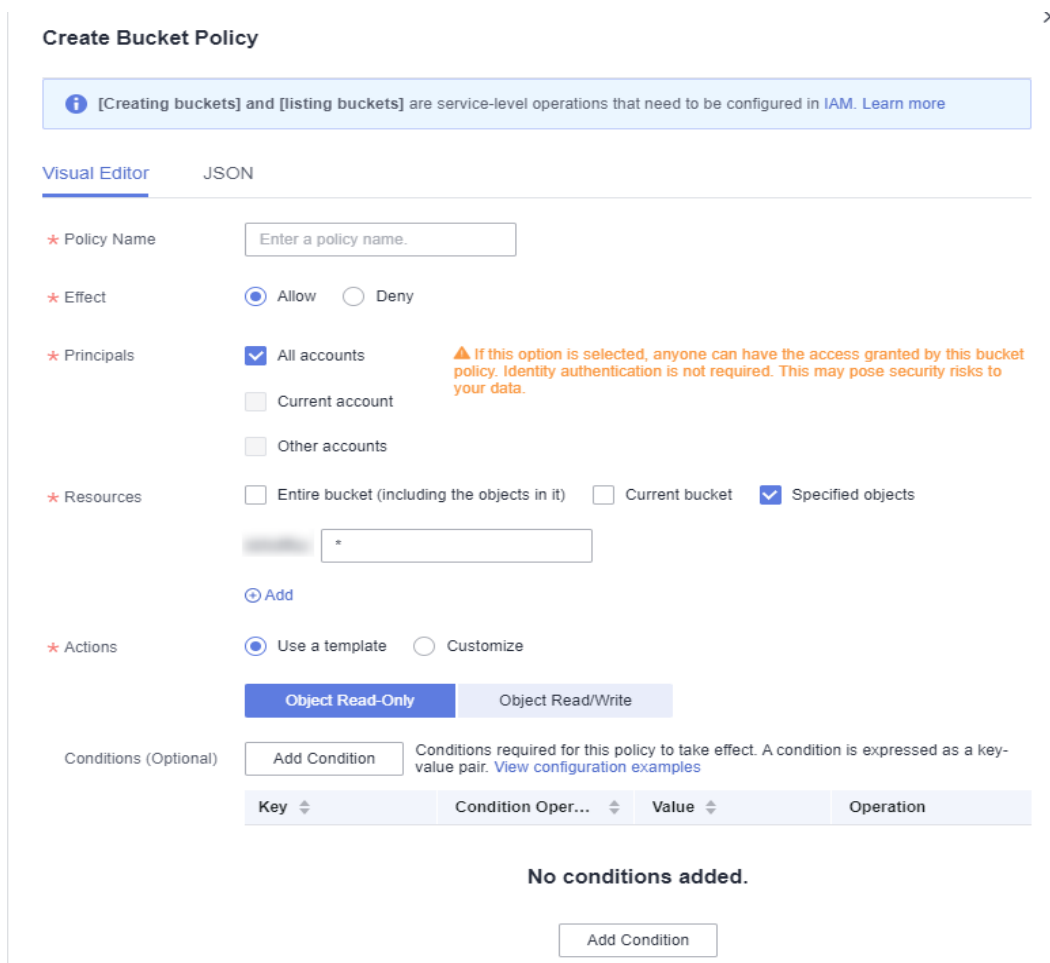 Create Bucket Policy
[Creating buckets] and [listing buckets] are service-level operations that need to be configured in IAM. Learn more
Visual Editor JSON
* Policy Name Enter a policy name.
* Effect Allow Deny
* Principals All accounts
If this option is selected, anyone can have the access granted by this bucket
policy. Identity authentication is not required. This may pose security risks to
your data.
Current account
Other accounts
* Resources Entire bucket (including the objects in it) Current bucket Specified objects
*
Add
* Actions Use a template Customize
Object Read-Only Object Read/Write
Conditions (Optional) Add Condition
Conditions required for this policy to take effect. A condition is expressed as a key-
value pair. View configuration examples
Key Condition Oper... Value Operation
No conditions added.
Add Condition